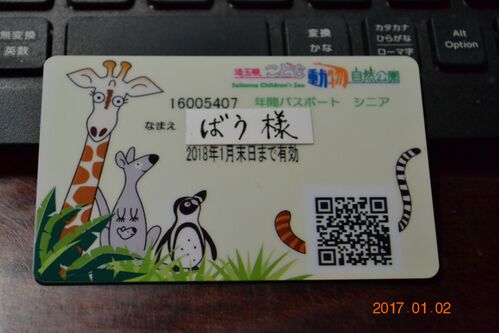 無変換
英数
変換
かな
カタカナ
ひらがな
ローマ字
Alt
Option
埼玉県 こども動物自然公園
Saitama Children's Zoo
16005407 年間パスポート シニア
なまえ ばう 様
2018年1月末日まで有効
2017.01.02